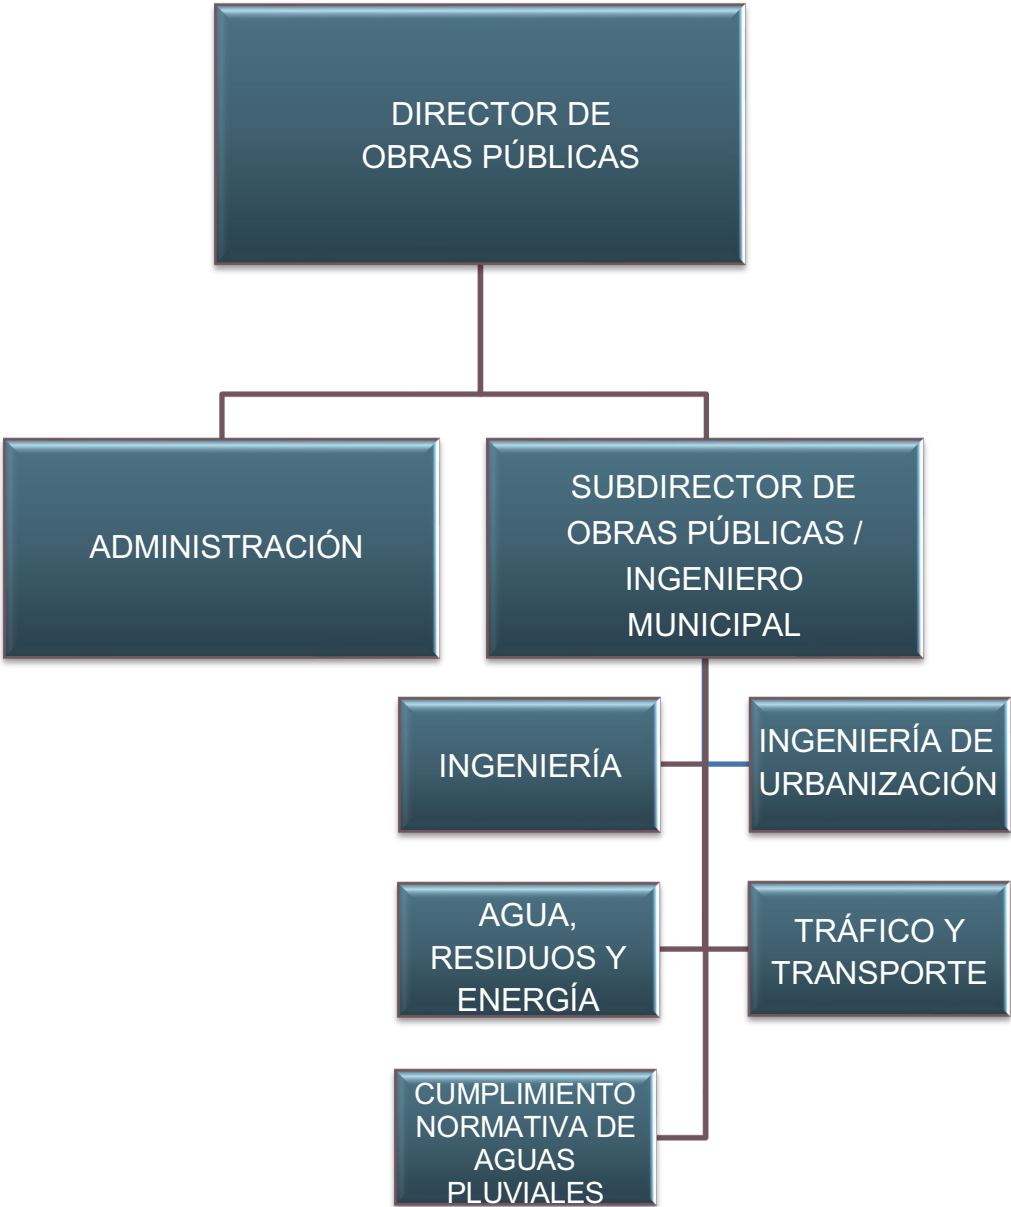 DIRECTOR DE
OBRAS PÚBLICAS
ADMINISTRACIÓN
SUBDIRECTOR DE
OBRAS PÚBLICAS /
INGENIERO
MUNICIPAL
INGENIERÍA
INGENIERÍA DE
URBANIZACIÓN
AGUA,
RESIDUOS Y
ENERGÍA
TRÁFICO Y
TRANSPORTE
CUMPLIMIENTO
NORMATIVA DE
AGUAS
PLUVIALES